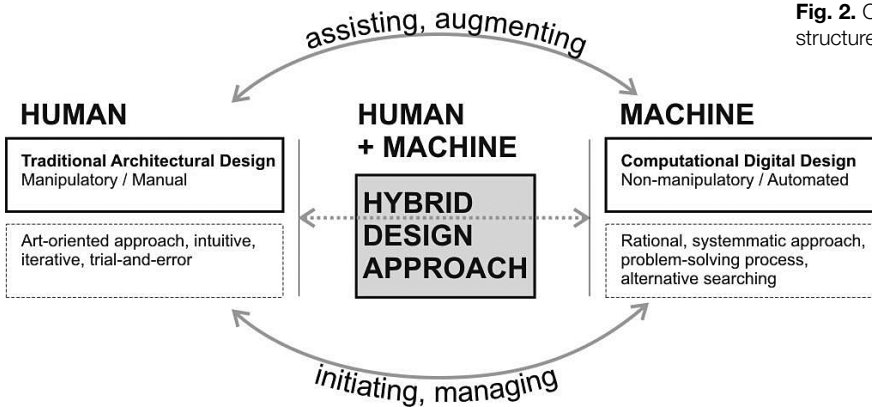 assisting, augmenting
Fig. 2.
structure
HUMAN
Traditional Architectural Design
Manipulatory / Manual
Art-oriented approach, intuitive,
iterative, trial-and-error
HUMAN
+ MACHINE
HYBRID
DESIGN
APPROACH
MACHINE
Computational Digital Design
Non-manipulatory / Automated
Rational, systemmatic approach,
problem-solving process,
alternative searching
initiating, managing